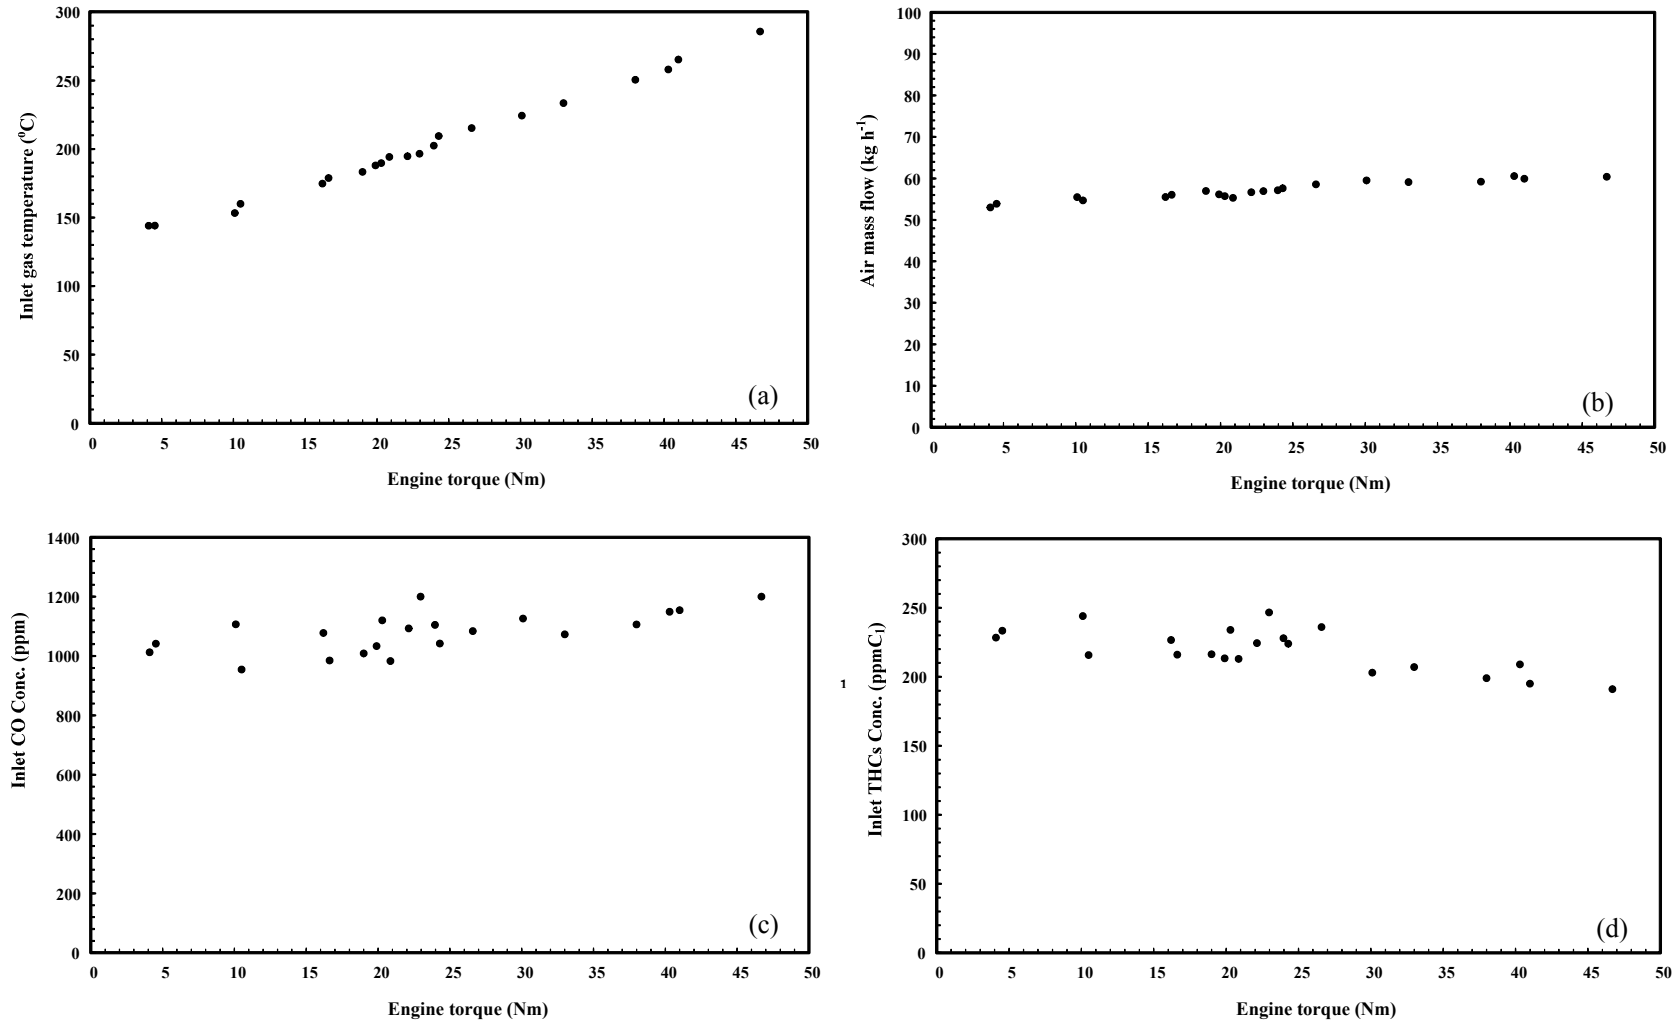 300
250
200
150
100
50
0
Inlet gas temperature (⁰C)
(a)
0 5 10 15 20 25 30 35 40 45 50
Engine torque (Nm)
100
90
80
70
60
50
40
30
20
10
0
Air mass flow (kg h⁻¹)
(b)
0 5 10 15 20 25 30 35 40 45 50
Engine torque (Nm)
1400
1200
1000
800
600
400
200
0
Inlet CO Conc. (ppm)
(c)
0 5 10 15 20 25 30 35 40 45 50
Engine torque (Nm)
1
300
250
200
150
100
50
0
Inlet THCs Conc. (ppmC₁)
(d)
0 5 10 15 20 25 30 35 40 45 50
Engine torque (Nm)